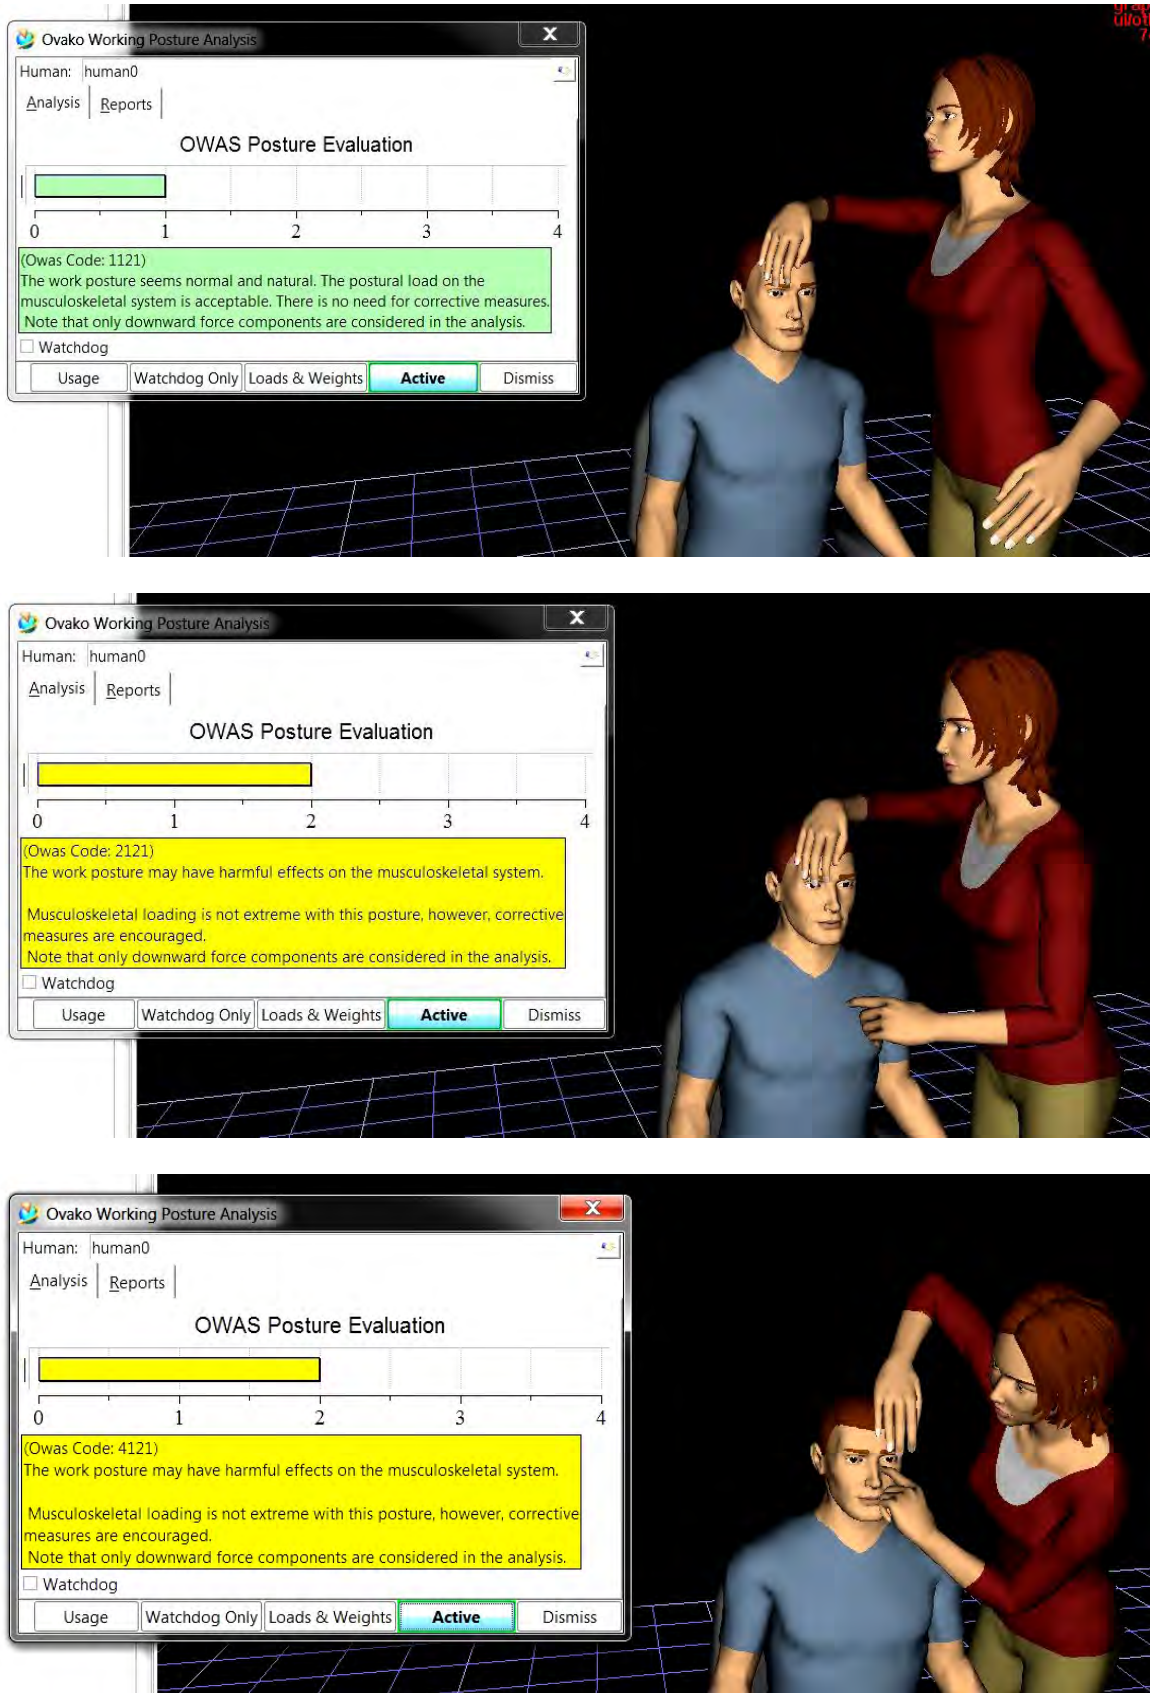 Ovako Working Posture Analysis
X
Human: human0
Analysis Reports
OWAS Posture Evaluation
0 1 2 3 4
(Owas Code: 1121)
The work posture seems normal and natural. The postural load on the
musculoskeletal system is acceptable. There is no need for corrective measures.
Note that only downward force components are considered in the analysis.
Watchdog
Usage Watchdog Only Loads & Weights Active Dismiss
Ovako Working Posture Analysis
X
Human: human0
Analysis Reports
OWAS Posture Evaluation
0 1 2 3 4
(Owas Code: 2121)
The work posture may have harmful effects on the musculoskeletal system.
Musculoskeletal loading is not extreme with this posture, however, corrective
measures are encouraged.
Note that only downward force components are considered in the analysis.
Watchdog
Usage Watchdog Only Loads & Weights Active Dismiss
Ovako Working Posture Analysis
X
Human: human0
Analysis Reports
OWAS Posture Evaluation
0 1 2 3 4
(Owas Code: 4121)
The work posture may have harmful effects on the musculoskeletal system.
Musculoskeletal loading is not extreme with this posture, however, corrective
measures are encouraged.
Note that only downward force components are considered in the analysis.
Watchdog
Usage Watchdog Only Loads & Weights Active Dismiss